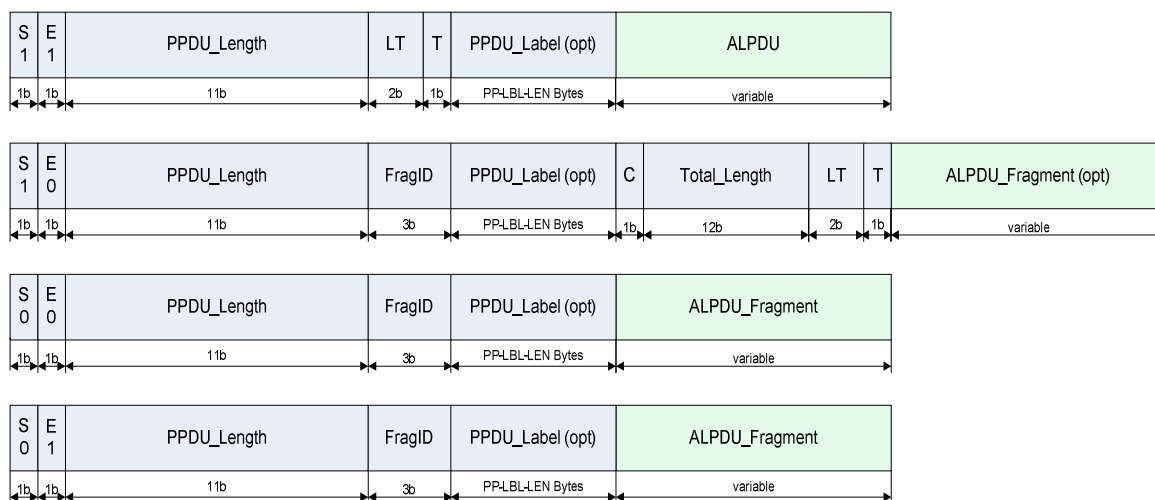 S 1 E 1 PPDU_Length LT T PPDU_Label (opt) ALPDU
1b 1b 11b 2b 1b PP-LBL-LEN Bytes variable
S 1 E 0 PPDU_Length FragID PPDU_Label (opt) C Total_Length LT T ALPDU_Fragment (opt)
1b 1b 11b 3b PP-LBL-LEN Bytes 1b 12b 2b 1b variable
S 0 E 0 PPDU_Length FragID PPDU_Label (opt) ALPDU_Fragment
1b 1b 11b 3b PP-LBL-LEN Bytes variable
S 0 E 1 PPDU_Length FragID PPDU_Label (opt) ALPDU_Fragment
1b 1b 11b 3b PP-LBL-LEN Bytes variable